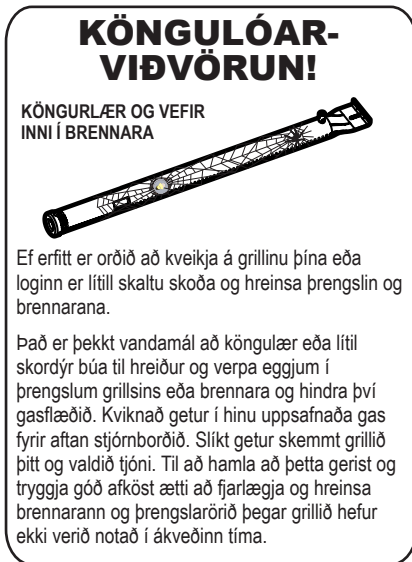 KÖNGULÓAR-
VIÐVÖRUN!
KÖNGURLÆR OG VEFIR
INNI Í BRENNARA
Ef erfitt er orðið að kveikja á grillinu þína eða
loginn er lítill skaltu skoða og hreinsa þrengslin og
brennarana.
Það er þekkt vandamál að köngulær eða lítil
skordýr búa til hreiður og verpa eggjum í
þrengslum grillsins eða brennara og hindra því
gasflæðið. Kviknað getur í hinu uppsafnaða gas
fyrir aftan stjórnborðið. Slíkt getur skemmt grillið
þitt og valdið tjóni. Til að hamla að þetta gerist og
tryggja góð afköst ætti að fjarlægja og hreinsa
brennarann og þrengslarörið þegar grillið hefur
ekki verið notað í ákveðinn tíma.